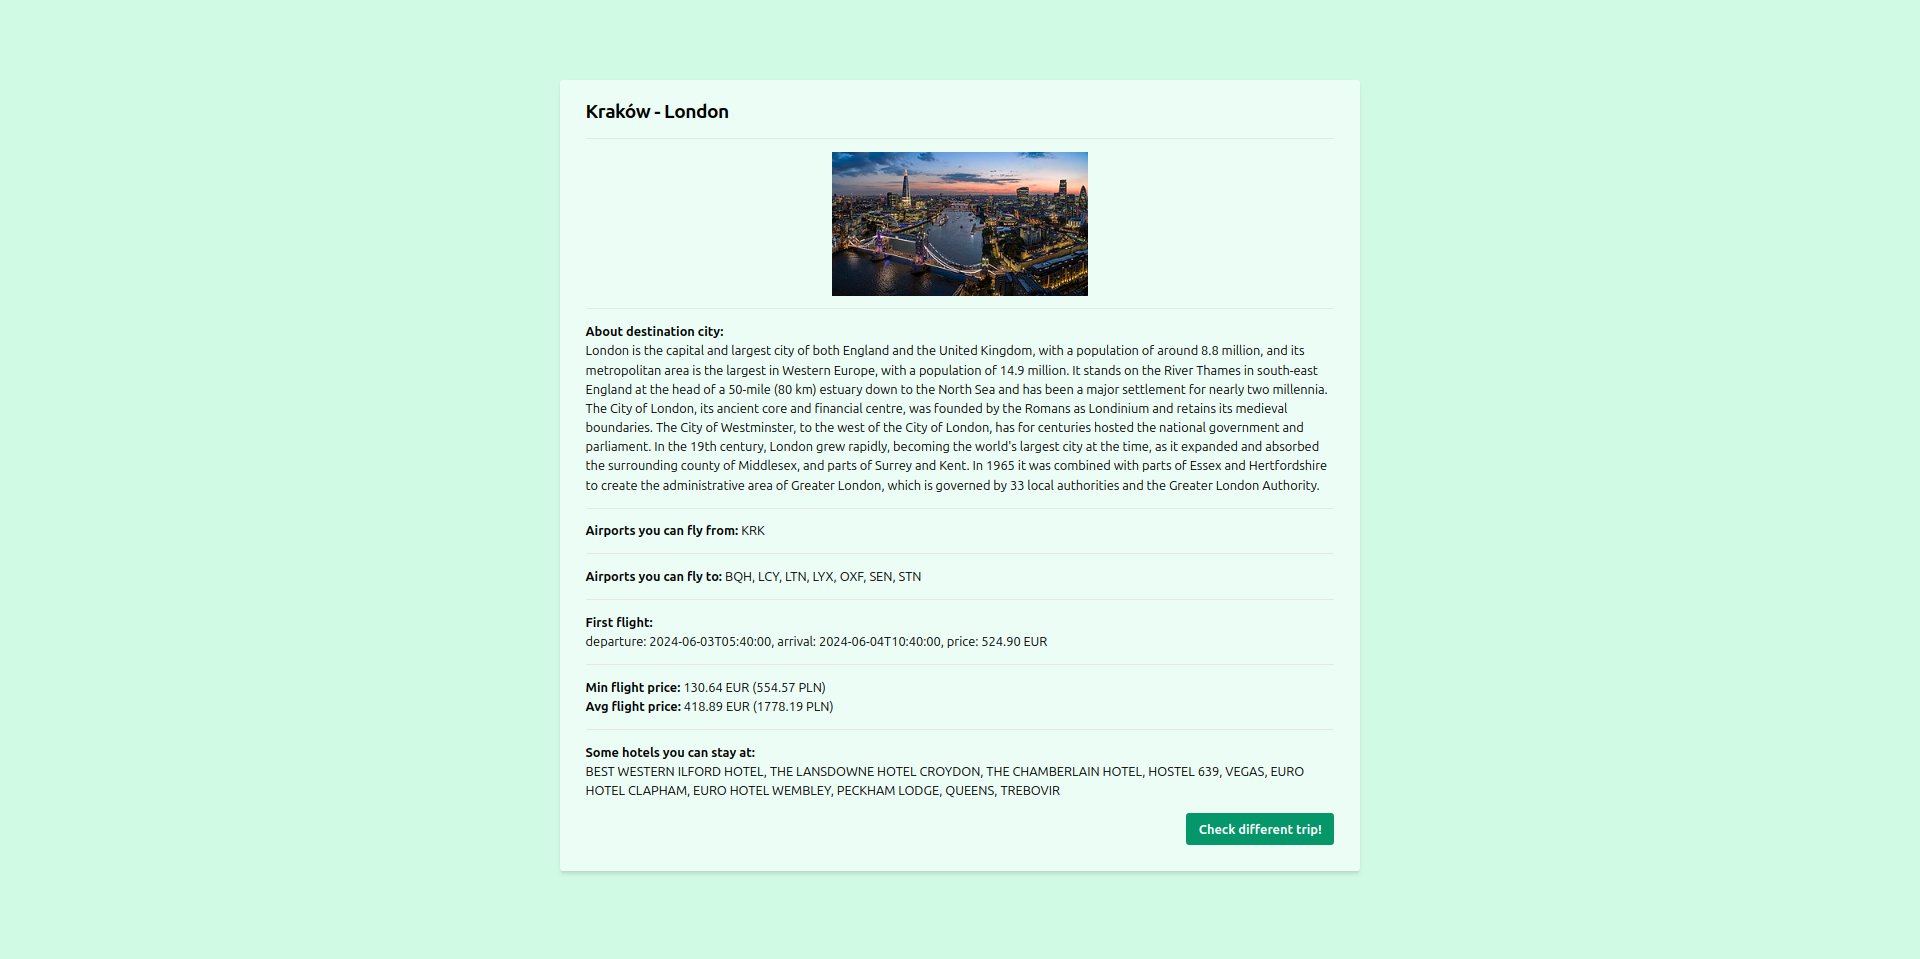 Kraków - London
About destination city:
London is the capital and largest city of both England and the United Kingdom, with a population of around 8.8 million, and its
metropolitan area is the largest in Western Europe, with a population of 14.9 million. It stands on the River Thames in south-east
England at the head of a 50-mile (80 km) estuary down to the North Sea and has been a major settlement for nearly two millennia.
The City of London, its ancient core and financial centre, was founded by the Romans as Londinium and retains its medieval
boundaries. The City of Westminster, to the west of the City of London, has for centuries hosted the national government and
parliament. In the 19th century, London grew rapidly, becoming the world's largest city at the time, as it expanded and absorbed
the surrounding county of Middlesex, and parts of Surrey and Kent. In 1965 it was combined with parts of Essex and Hertfordshire
to create the administrative area of Greater London, which is governed by 33 local authorities and the Greater London Authority.
Airports you can fly from: KRK
Airports you can fly to: BQH, LCY, LTN, LYX, OXF, SEN, STN
First flight:
departure: 2024-06-03T05:40:00, arrival: 2024-06-04T10:40:00, price: 524.90 EUR
Min flight price: 130.64 EUR (554.57 PLN)
Avg flight price: 418.89 EUR (1778.19 PLN)
Some hotels you can stay at:
BEST WESTERN ILFORD HOTEL, THE LANSDOWNE HOTEL CROYDON, THE CHAMBERLAIN HOTEL, HOSTEL 639, VEGAS, EURO
HOTEL CLAPHAM, EURO HOTEL WEMBLEY, PECKHAM LODGE, QUEENS, TREBOVIR
Check different trip!